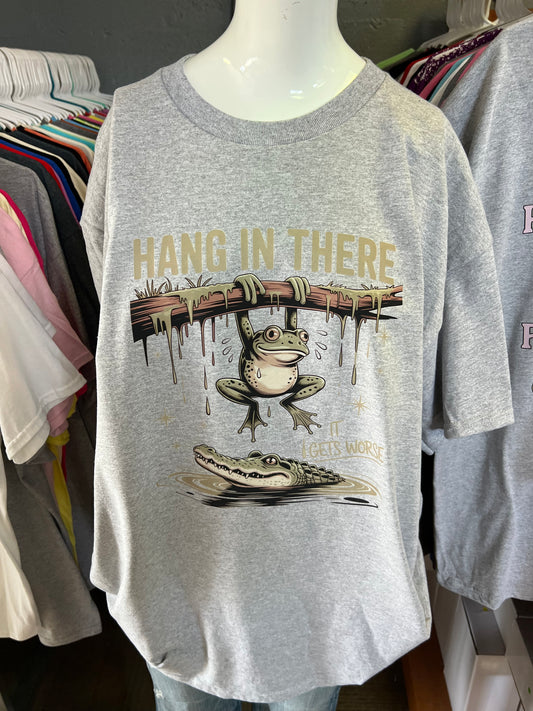 HANG IN THERE
IT
GETS WORSE